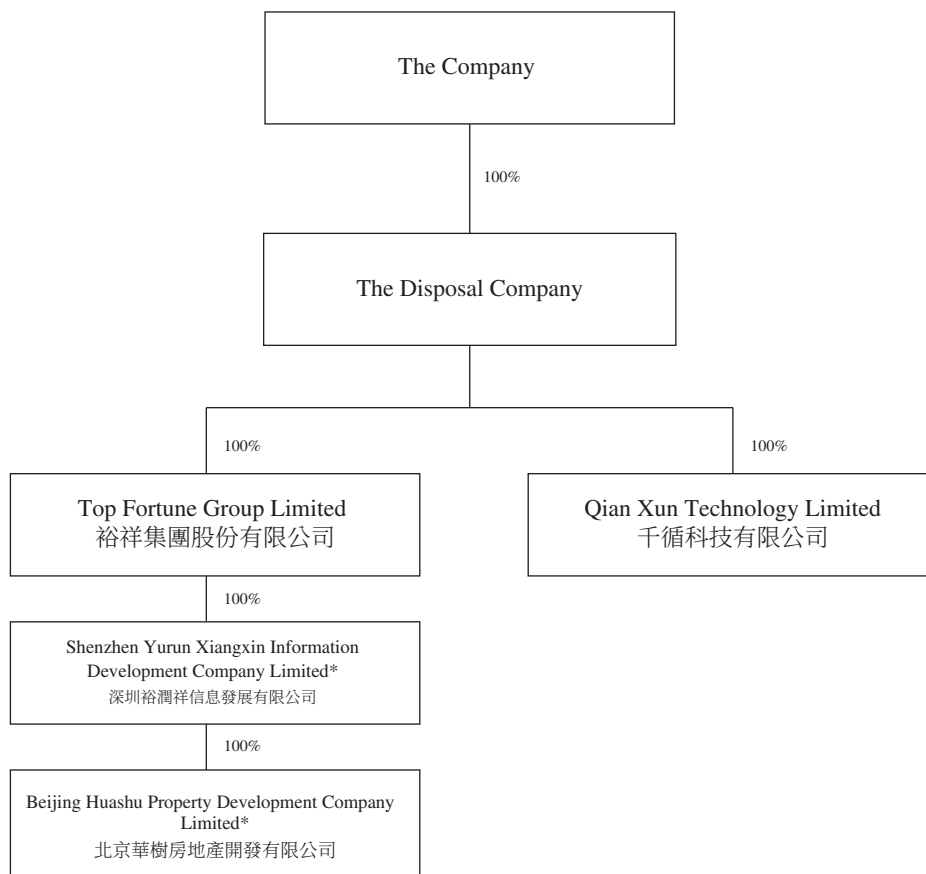 The Company
100%
The Disposal Company
100%
100%
Top Fortune Group Limited
裕祥集團股份有限公司
Qian Xun Technology Limited
千循科技有限公司
100%
Shenzhen Yurun Xiangxin Information
Development Company Limited*
深圳裕潤祥信息發展有限公司
100%
Beijing Huashu Property Development Company
Limited*
北京華樹房地產開發有限公司